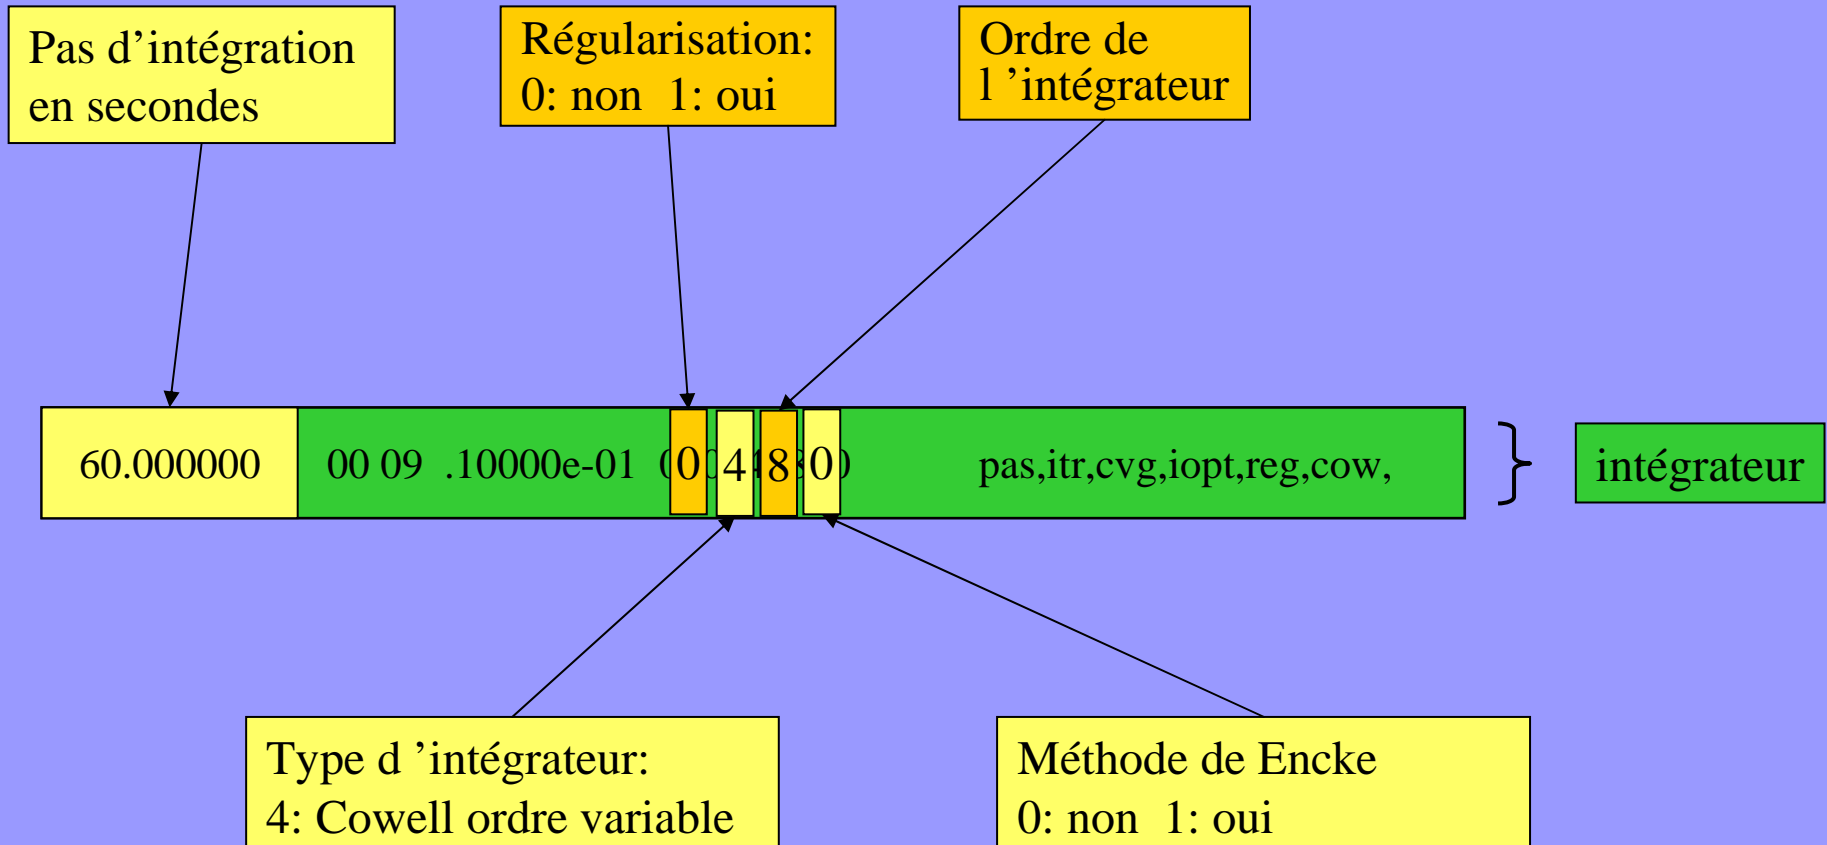 Pas d’intégration
en secondes
Régularisation:
0: non 1: oui
Ordre de
l ’intégrateur
60.000000 00 09 .10000e-01 0 4 8 0 pas,itr,cvg,iopt,reg,cow,
intégrateur
Type d ’intégrateur:
4: Cowell ordre variable
Méthode de Encke
0: non 1: oui